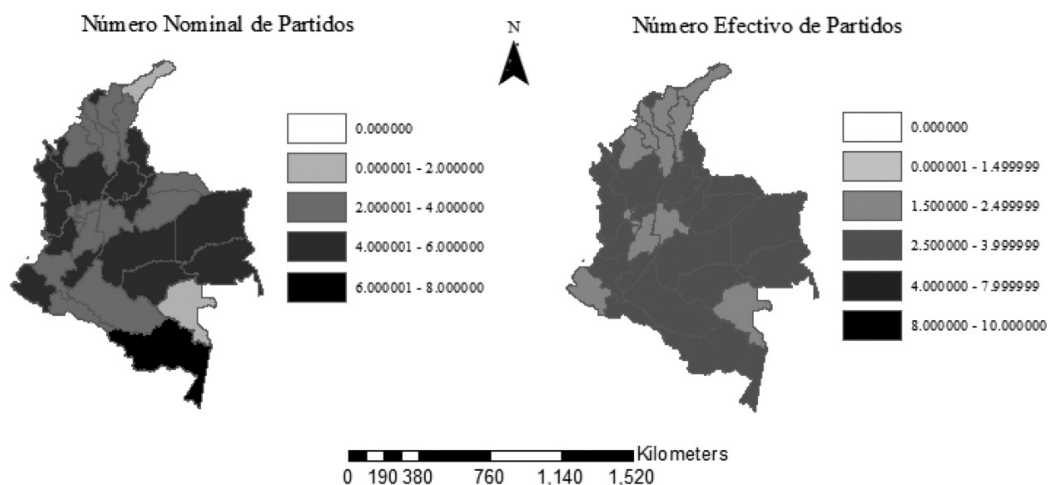 Número Nominal de Partidos
0.000000
0.000001 - 2.000000
2.000001 - 4.000000
4.000001 - 6.000000
6.000001 - 8.000000
N
Número Efectivo de Partidos
0.000000
0.000001 - 1.499999
1.500000 - 2.499999
2.500000 - 3.999999
4.000000 - 7.999999
8.000000 - 10.000000
Kilometers
0 190 380 760 1,140 1,520